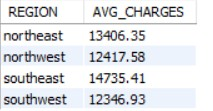 REGION AVG_CHARGES
northeast 13406.35
northwest 12417.58
southeast 14735.41
southwest 12346.93